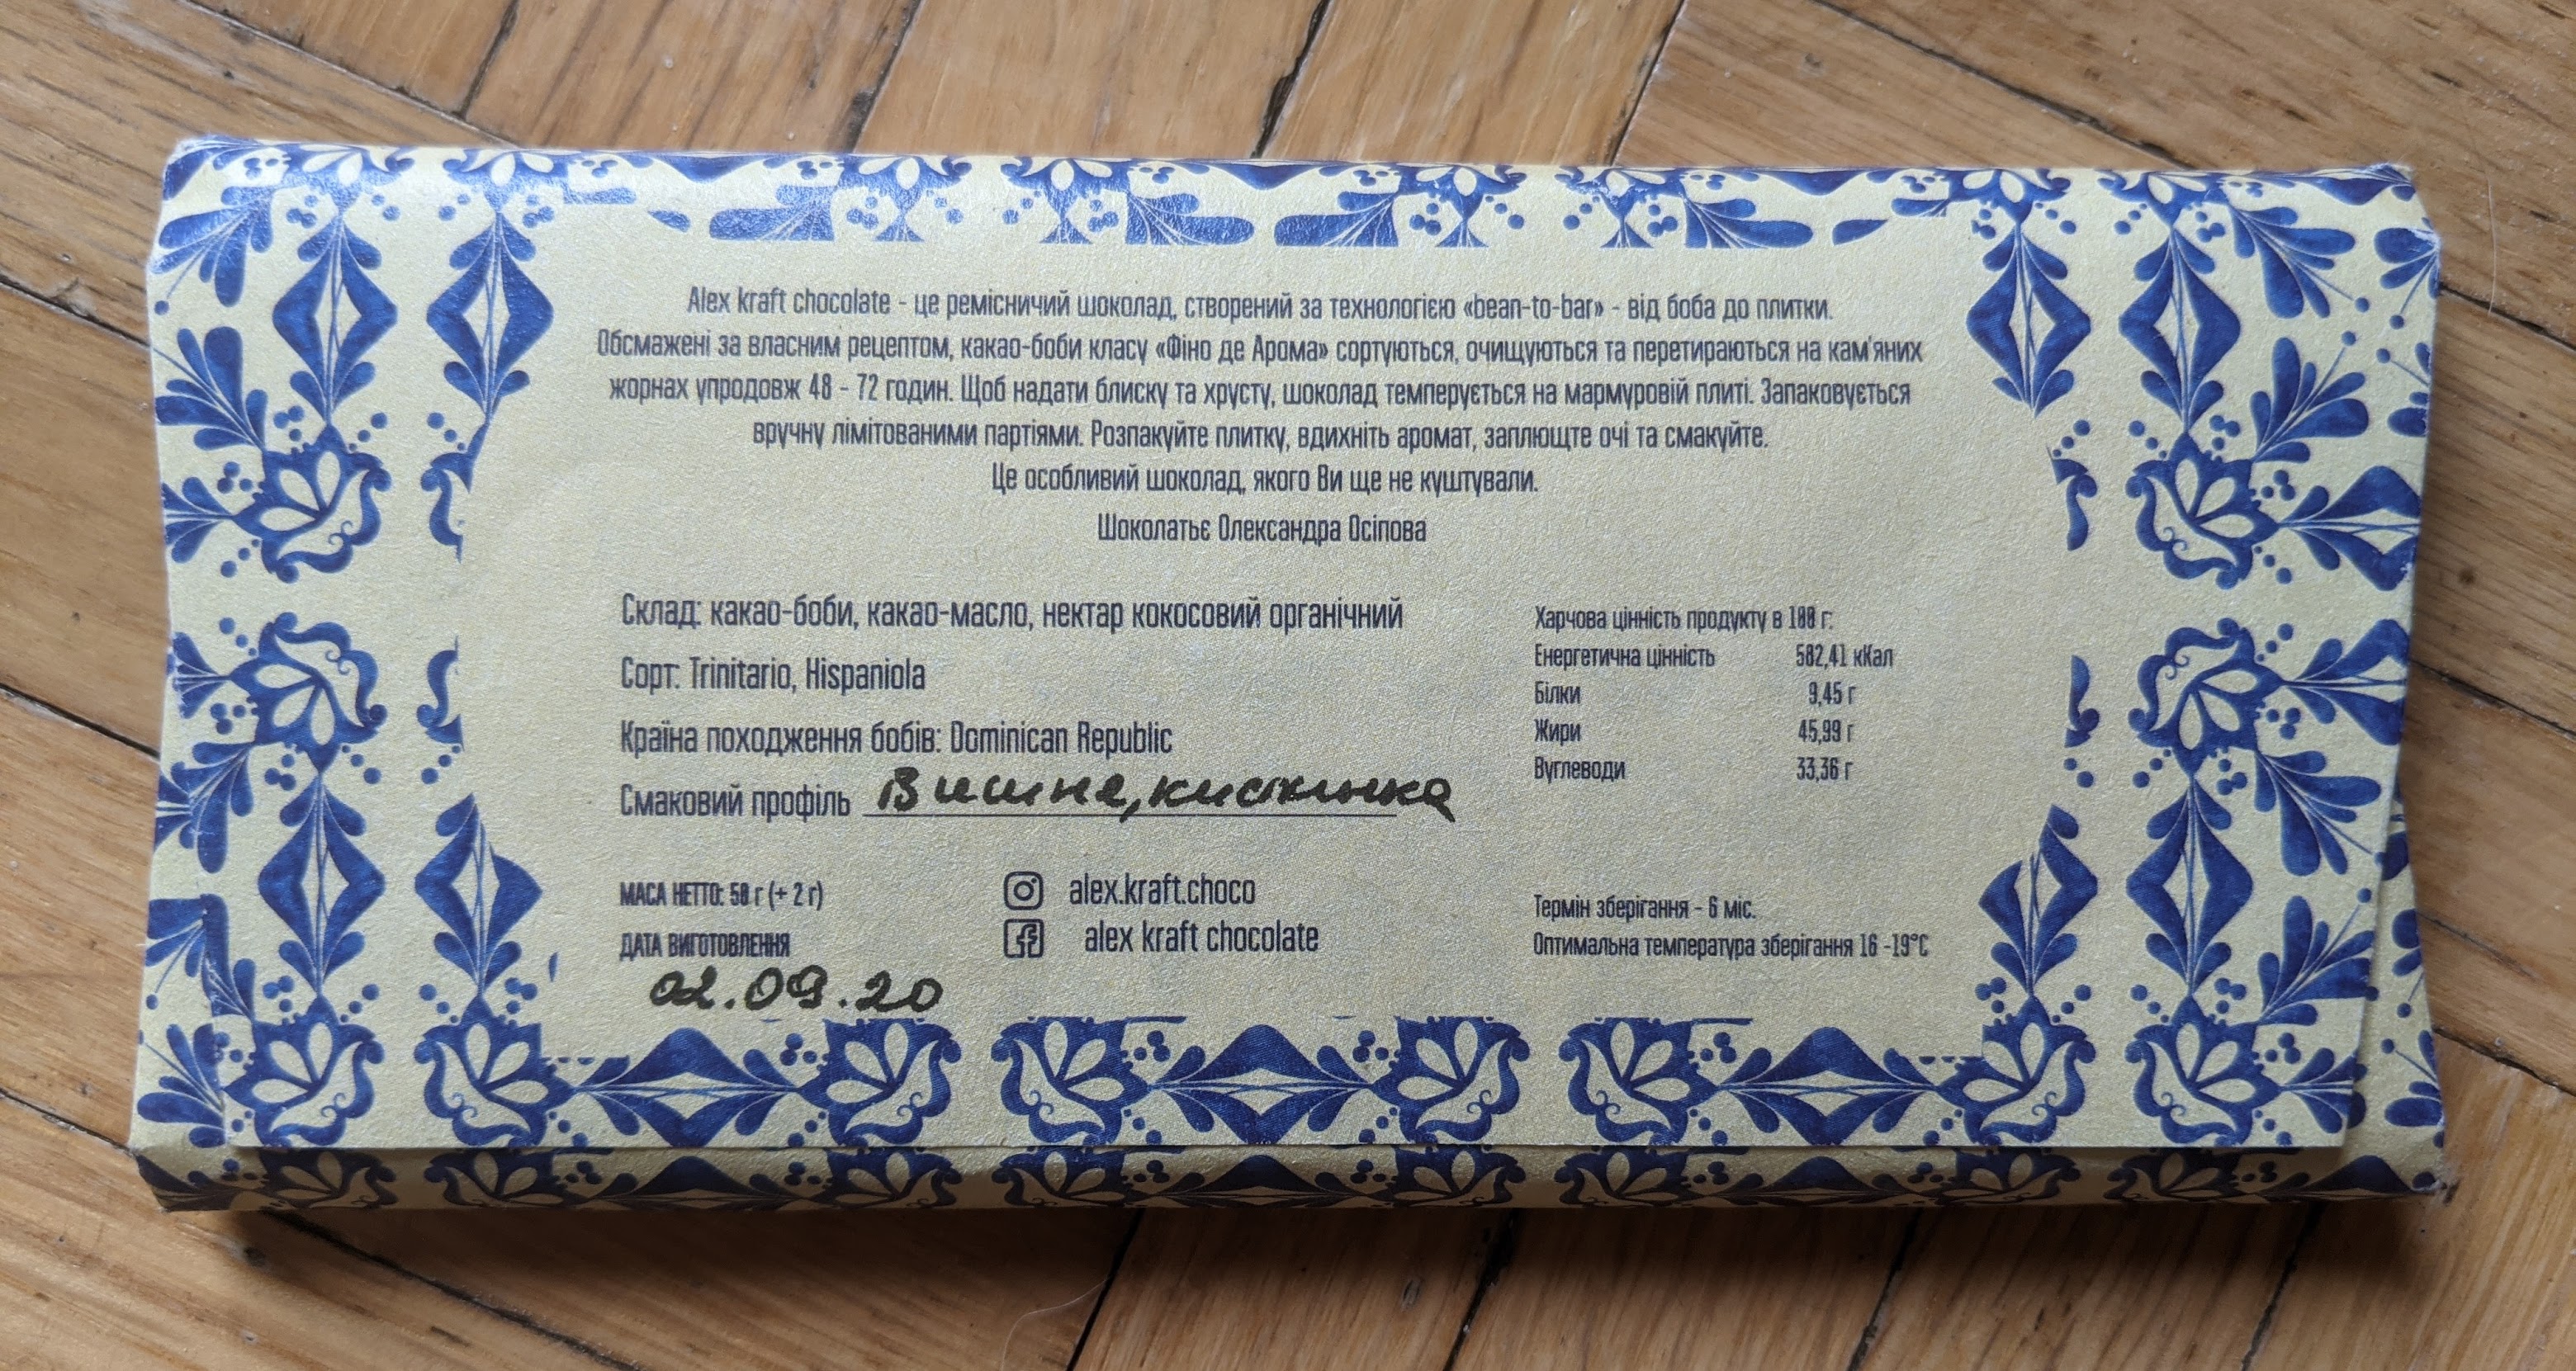 Alex kraft chocolate - це ремісничий шоколад, створений за технологією «bean-to-bar» - від боба до плитки.
Обсмажені за власним рецептом, какао-боби класу «Фіно де Арома» сортуються, очищуються та перетираються на кам'яних
жорнах упродовж 48 - 72 годин. Щоб надати блиску та хрусту, шоколад темперується на мармуровій плиті. Запаковується
вручну лімітованими партіями. Розпакуйте плитку, вдихніть аромат, заплющте очі та смакуйте.
Це особливий шоколад, якого Ви ще не куштували.
Шоколатьє Олександра Осіпова
Склад: какао-боби, какао-масло, нектар кокосовий органічний
Сорт: Trinitario, Hispaniola
Країна походження бобів: Dominican Republic
Смаковий профіль Вишня, кислинка
МАСА НЕТТО: 50 г (+ 2 г)
ДАТА ВИГОТОВЛЕННЯ
02.09.20
alex.kraft.choco
alex kraft chocolate
Харчова цінність продукту в 100 г:
Енергетична цінність 582,41 кКал
Білки 9,45 г
Жири 45,99 г
Вуглеводи 33,36 г
Термін зберігання - 6 міс.
Оптимальна температура зберігання 16 -19°C